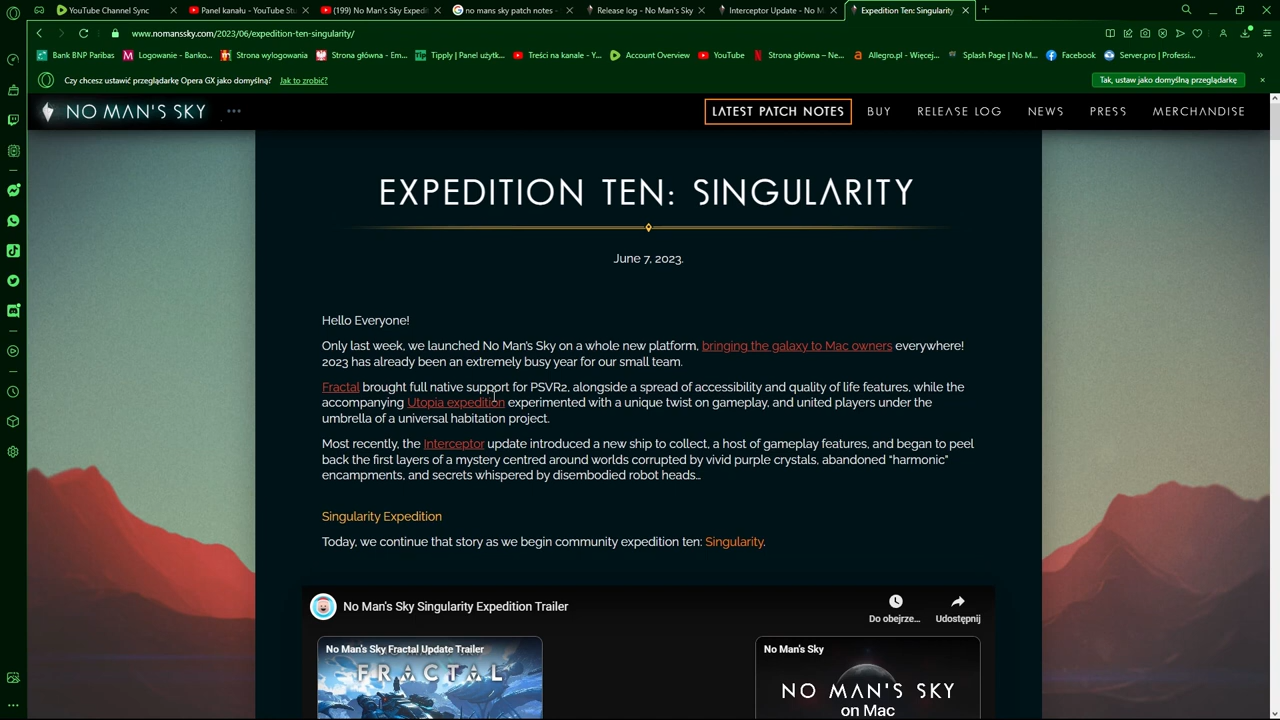 YouTube Channel Sync
Panel kanału - YouTube Stu
(199) No Man's Sky Expedi
no mans sky patch notes -
Release log - No Man's Sky
Interceptor Update - No M
Expedition Ten: Singularity
www.nomanssky.com/2023/06/expedition-ten-singularity/
Bank BNP Paribas
Logowanie - Banko...
Strona wylogowania
Strona główna – Em...
Tipply | Panel użytk...
Treści na kanale – Y...
Account Overview
YouTube
Strona główna – Ne...
Allegro.pl - Więcej...
Splash Page | No M...
Facebook
Server.pro | Professi...
Czy chcesz ustawić przeglądarkę Opera GX jako domyślną?
Jak to zrobić?
Tak, ustaw jako domyślną przeglądarkę
NO MAN'S SKY
LATEST PATCH NOTES
BUY
RELEASE LOG
NEWS
PRESS
MERCHANDISE
EXPEDITION TEN: SINGULARITY
June 7, 2023.
Hello Everyone!
Only last week, we launched No Man's Sky on a whole new platform, bringing the galaxy to Mac owners everywhere!
2023 has already been an extremely busy year for our small team.
Fractal brought full native support for PSVR2, alongside a spread of accessibility and quality of life features, while the
accompanying Utopia expedition experimented with a unique twist on gameplay, and united players under the
umbrella of a universal habitation project.
Most recently, the Interceptor update introduced a new ship to collect, a host of gameplay features, and began to peel
back the first layers of a mystery centred around worlds corrupted by vivid purple crystals, abandoned “harmonic”
encampments, and secrets whispered by disembodied robot heads…
Singularity Expedition
Today, we continue that story as we begin community expedition ten: Singularity.
No Man's Sky Singularity Expedition Trailer
Do obejrze...
Udostępnij
No Man's Sky Fractal Update Trailer
FRACTAL
No Man's Sky
NO MAN'S SKY
on Mac